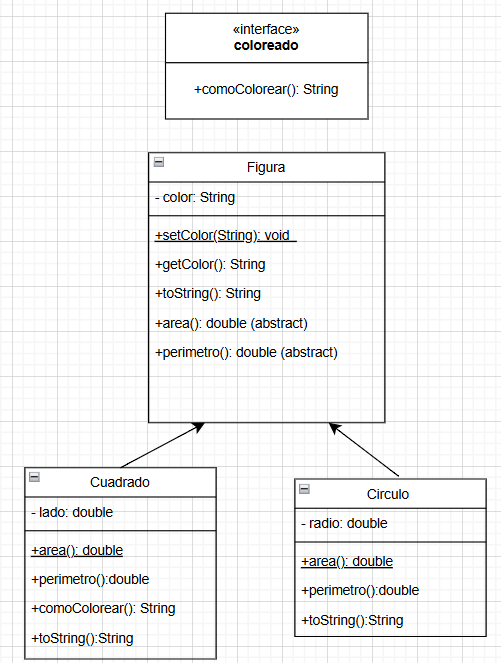 «interface»
coloreado
+comoColorear(): String
Figura
- color: String
+setColor(String): void
+getColor(): String
+toString(): String
+area(): double (abstract)
+perimetro(): double (abstract)
Cuadrado
- lado: double
+area(): double
+perimetro():double
+comoColorear(): String
+toString():String
Circulo
- radio: double
+area(): double
+perimetro():double
+toString():String